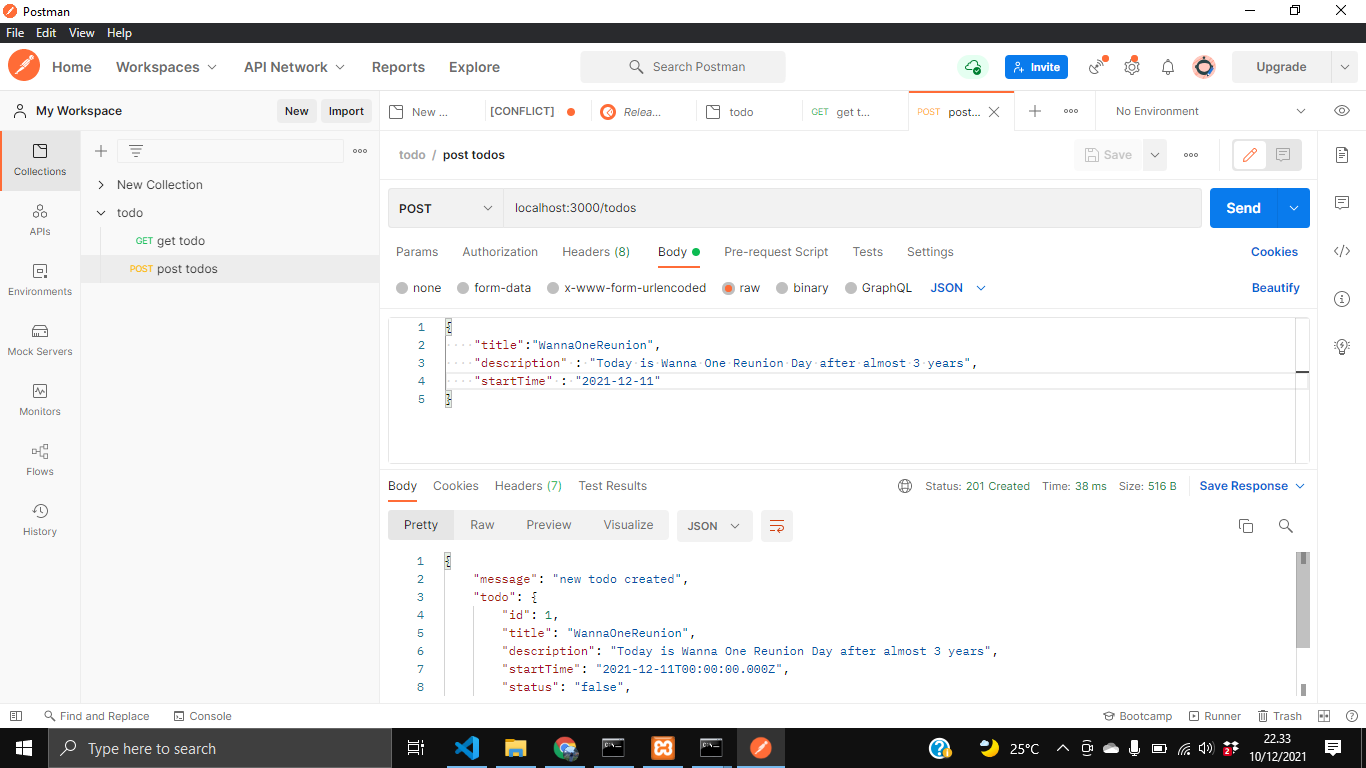 Postman
File Edit View Help
Home Workspaces API Network Reports Explore Search Postman Invite Upgrade
My Workspace New Import
New ... [CONFLICT] Relea... todo GET get t... POST post... No Environment
Collections
APIs
Environments
Mock Servers
Monitors
Flows
History
New Collection
todo
GET get todo
POST post todos
todo / post todos Save
POST localhost:3000/todos Send
Params Authorization Headers (8) Body Pre-request Script Tests Settings Cookies
none form-data x-www-form-urlencoded raw binary GraphQL JSON Beautify
1 {
2 "title":"WannaOneReunion",
3 "description" : "Today is Wanna One Reunion Day after almost 3 years",
4 "startTime" : "2021-12-11"
5 }
Body Cookies Headers (7) Test Results Status: 201 Created Time: 38 ms Size: 516 B Save Response
Pretty Raw Preview Visualize JSON
1 {
2 "message": "new todo created",
3 "todo": {
4 "id": 1,
5 "title": "WannaOneReunion",
6 "description": "Today is Wanna One Reunion Day after almost 3 years",
7 "startTime": "2021-12-11T00:00:00.000Z",
8 "status": "false",
Find and Replace Console Bootcamp Runner Trash
Type here to search 25°C 2 22.33
10/12/2021